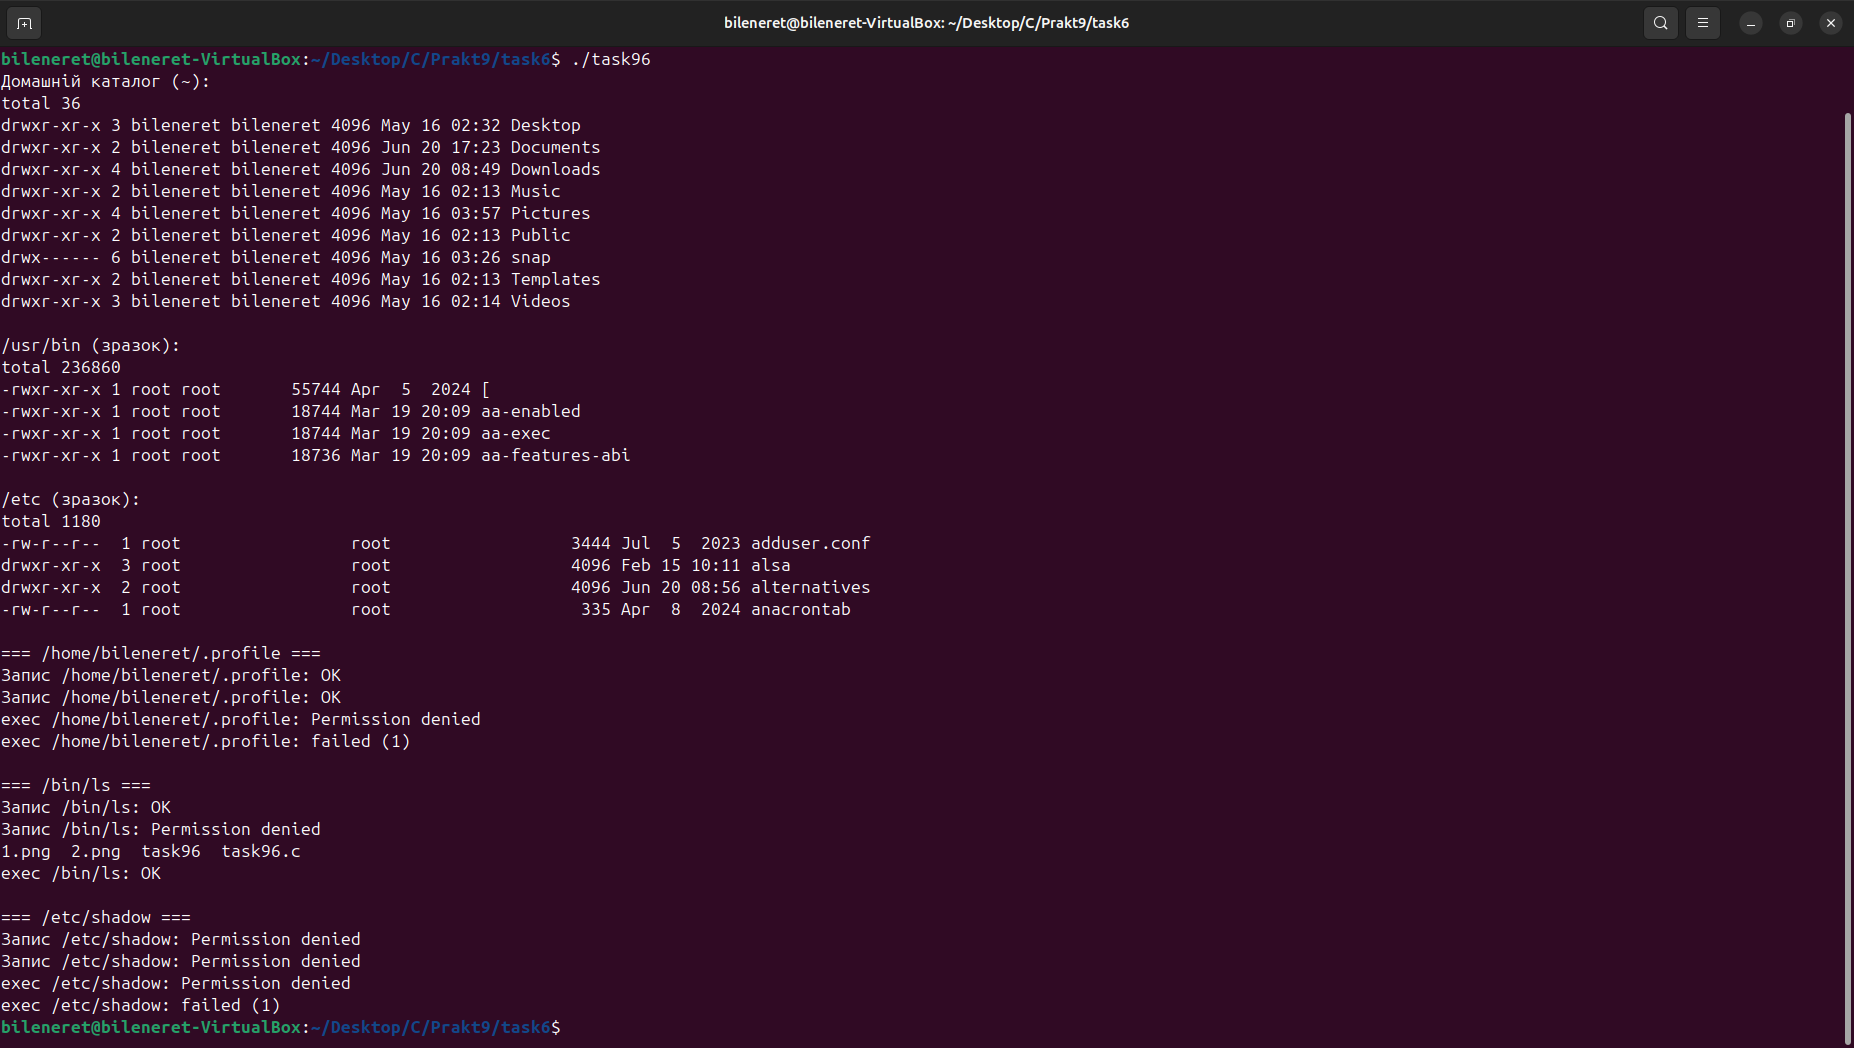 bileneret@bileneret-VirtualBox: ~/Desktop/C/Prakt9/task6
bileneret@bileneret-VirtualBox:~/Desktop/C/Prakt9/task6$ ./task96
Домашній каталог (~):
total 36
drwxr-xr-x 3 bileneret bileneret 4096 May 16 02:32 Desktop
drwxr-xr-x 2 bileneret bileneret 4096 Jun 20 17:23 Documents
drwxr-xr-x 4 bileneret bileneret 4096 Jun 20 08:49 Downloads
drwxr-xr-x 2 bileneret bileneret 4096 May 16 02:13 Music
drwxr-xr-x 4 bileneret bileneret 4096 May 16 03:57 Pictures
drwxr-xr-x 2 bileneret bileneret 4096 May 16 02:13 Public
drwx------ 6 bileneret bileneret 4096 May 16 03:26 snap
drwxr-xr-x 2 bileneret bileneret 4096 May 16 02:13 Templates
drwxr-xr-x 3 bileneret bileneret 4096 May 16 02:14 Videos
/usr/bin (зразок):
total 236860
-rwxr-xr-x 1 root root       55744 Apr  5  2024 [
-rwxr-xr-x 1 root root       18744 Mar 19 20:09 aa-enabled
-rwxr-xr-x 1 root root       18744 Mar 19 20:09 aa-exec
-rwxr-xr-x 1 root root       18736 Mar 19 20:09 aa-features-abi
/etc (зразок):
total 1180
-rw-r--r--  1 root                 root                  3444 Jul  5  2023 adduser.conf
drwxr-xr-x  3 root                 root                  4096 Feb 15 10:11 alsa
drwxr-xr-x  2 root                 root                  4096 Jun 20 08:56 alternatives
-rw-r--r--  1 root                 root                   335 Apr  8  2024 anacrontab
=== /home/bileneret/.profile ===
Запис /home/bileneret/.profile: OK
Запис /home/bileneret/.profile: OK
exec /home/bileneret/.profile: Permission denied
exec /home/bileneret/.profile: failed (1)
=== /bin/ls ===
Запис /bin/ls: OK
Запис /bin/ls: Permission denied
1.png  2.png  task96  task96.c
exec /bin/ls: OK
=== /etc/shadow ===
Запис /etc/shadow: Permission denied
Запис /etc/shadow: Permission denied
exec /etc/shadow: Permission denied
exec /etc/shadow: failed (1)
bileneret@bileneret-VirtualBox:~/Desktop/C/Prakt9/task6$